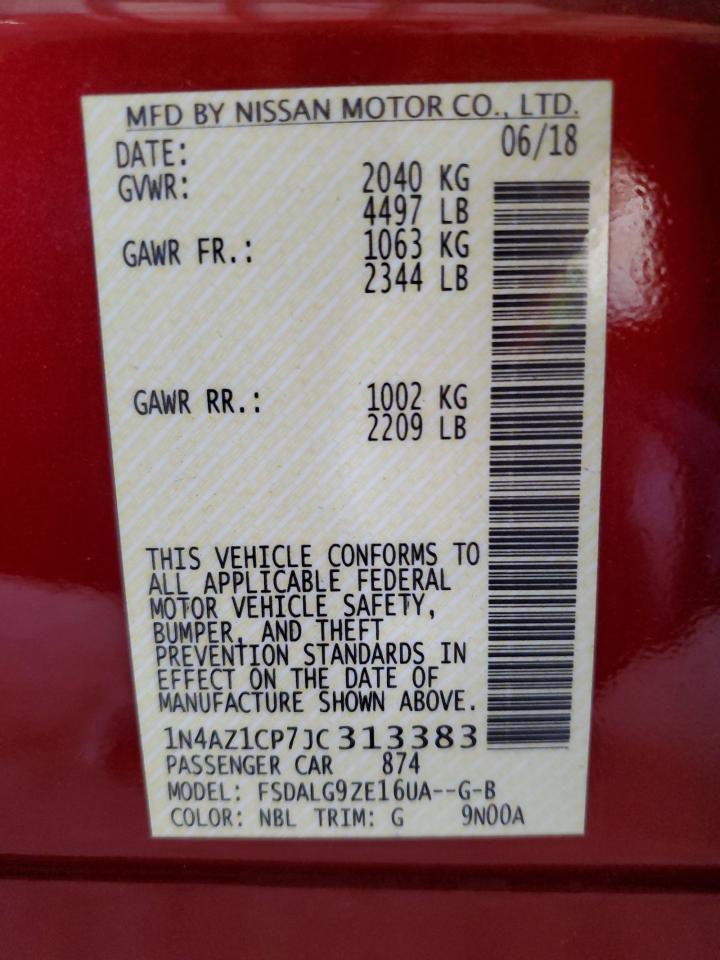 MFD BY NISSAN MOTOR CO., LTD.
DATE: 06/18
GVWR: 2040 KG
4497 LB
GAWR FR.: 1063 KG
2344 LB
GAWR RR.: 1002 KG
2209 LB
THIS VEHICLE CONFORMS TO
ALL APPLICABLE FEDERAL
MOTOR VEHICLE SAFETY,
BUMPER, AND THEFT
PREVENTION STANDARDS IN
EFFECT ON THE DATE OF
MANUFACTURE SHOWN ABOVE.
1N4AZ1CP7JC313383
PASSENGER CAR 874
MODEL: FSDALG9ZE16UA--G-B
COLOR: NBL TRIM: G 9N00A